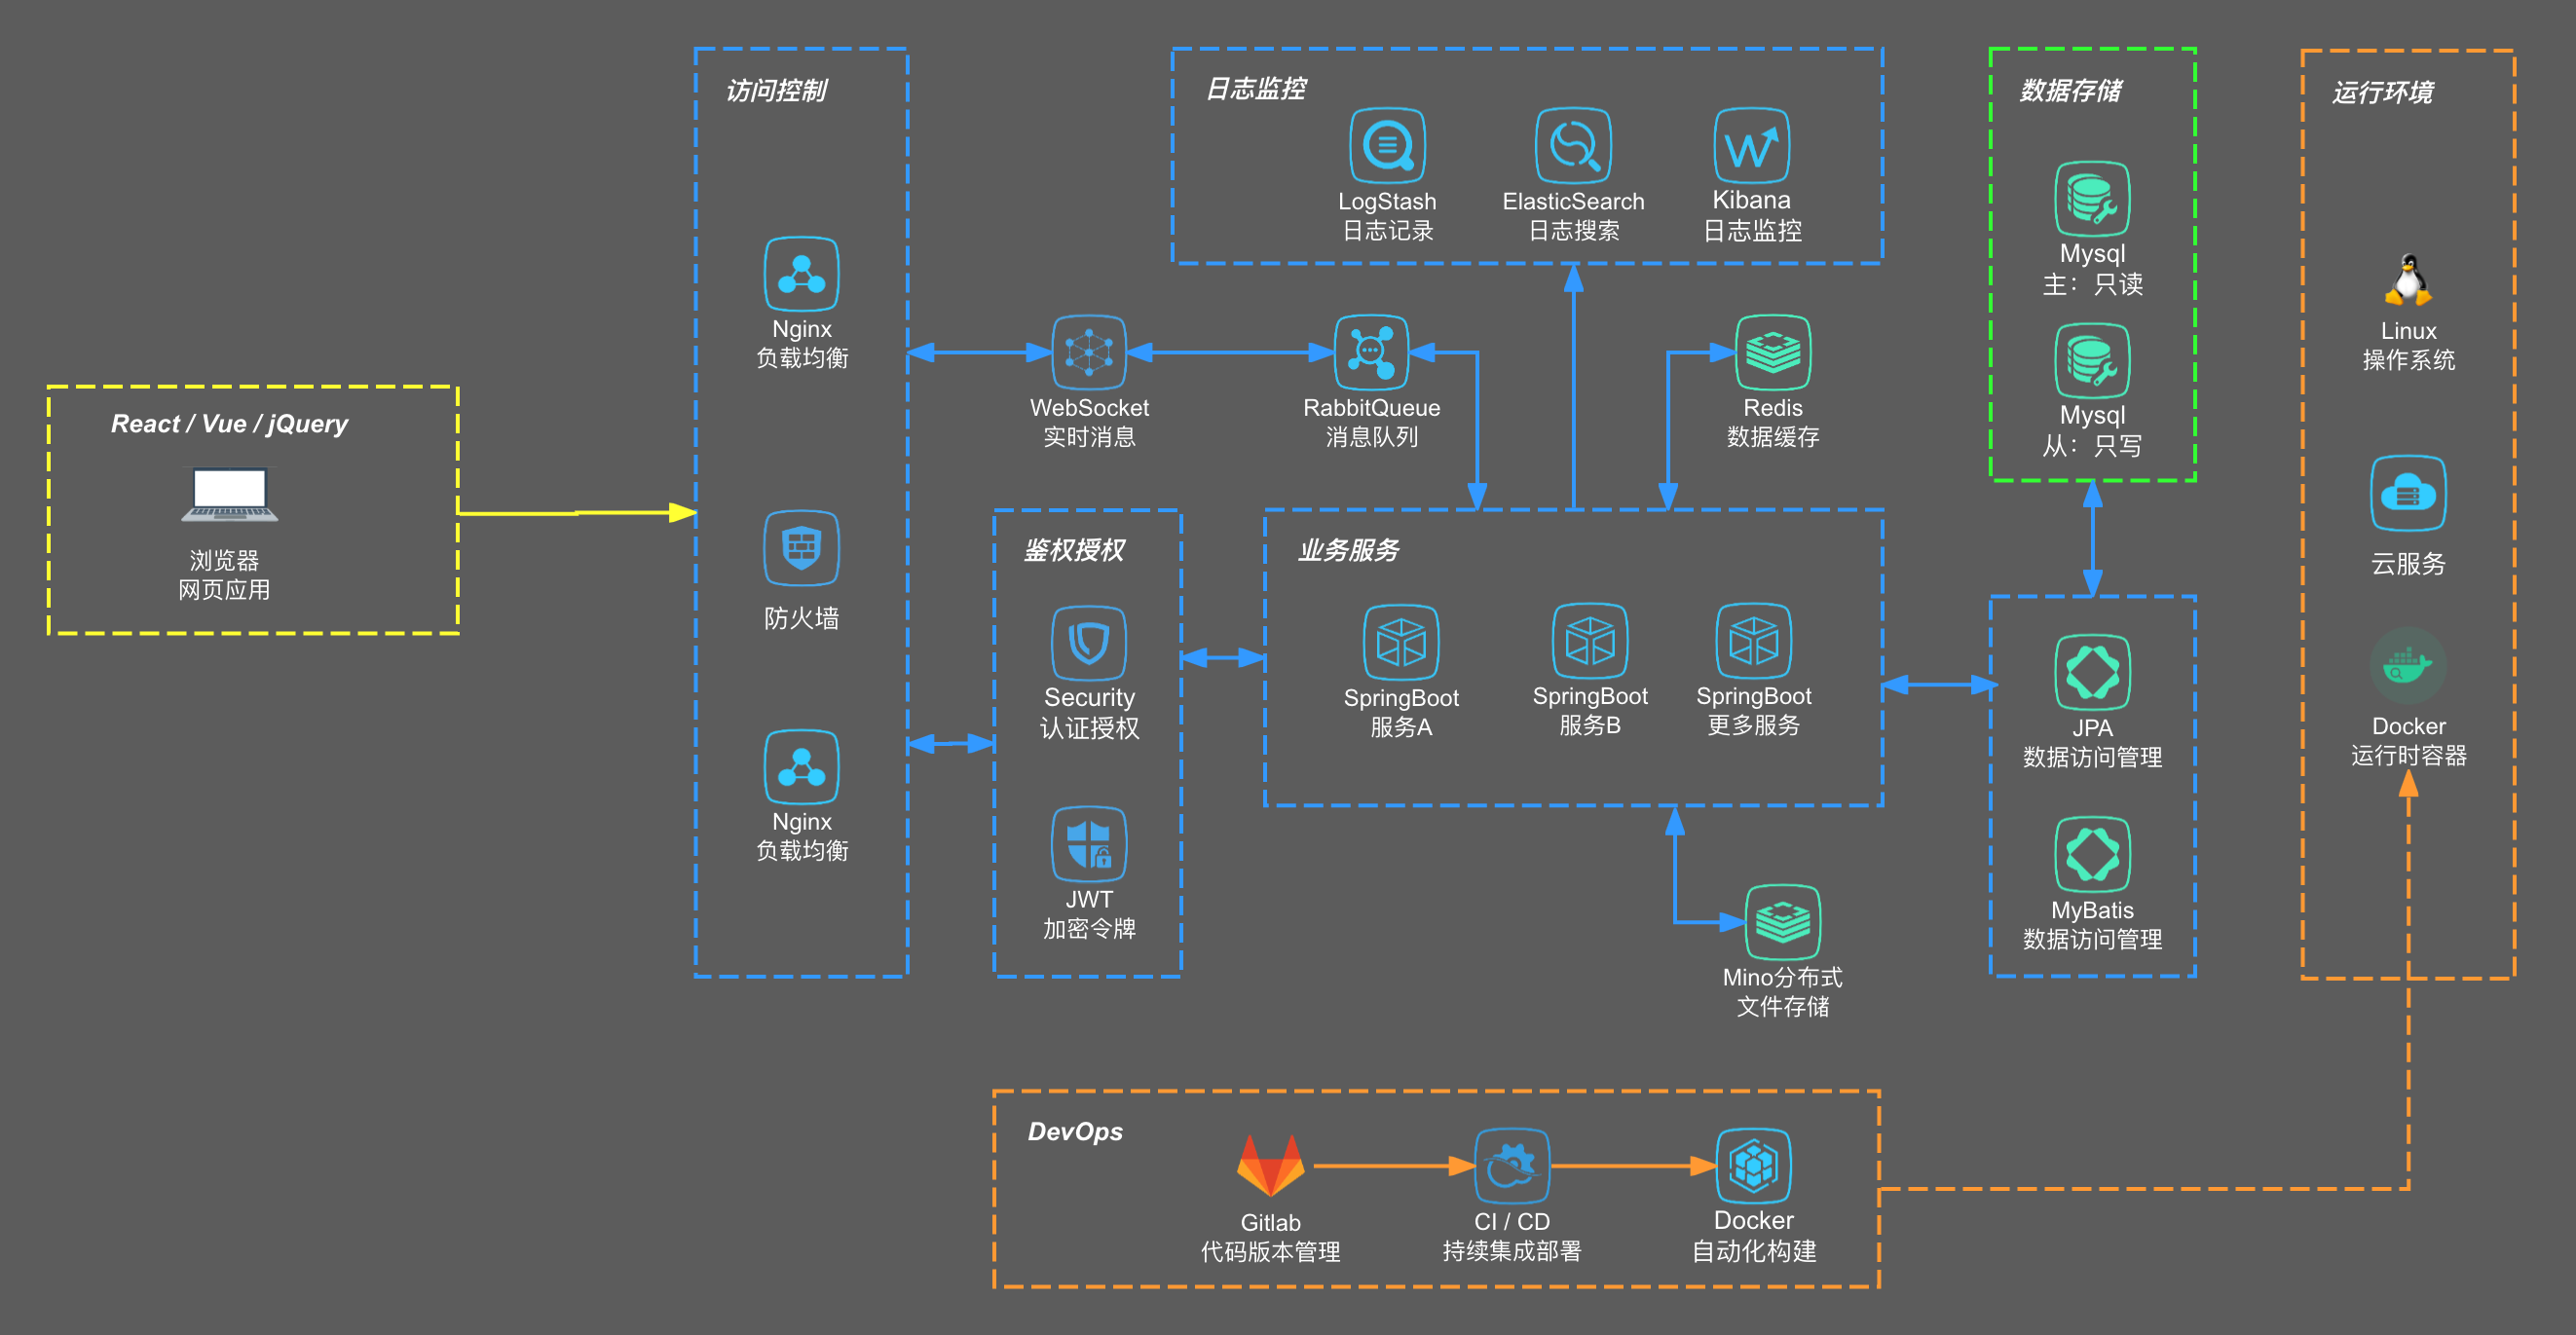 React / Vue / jQuery
浏览器
网页应用
访问控制
Nginx
负载均衡
防火墙
Nginx
负载均衡
WebSocket
实时消息
RabbitQueue
消息队列
鉴权授权
Security
认证授权
JWT
加密令牌
日志监控
LogStash
日志记录
ElasticSearch
日志搜索
Kibana
日志监控
Redis
数据缓存
业务服务
SpringBoot
服务A
SpringBoot
服务B
SpringBoot
更多服务
Mino分布式
文件存储
数据存储
Mysql
主：只读
Mysql
从：只写
JPA
数据访问管理
MyBatis
数据访问管理
运行环境
Linux
操作系统
云服务
Docker
运行时容器
DevOps
Gitlab
代码版本管理
CI / CD
持续集成部署
Docker
自动化构建